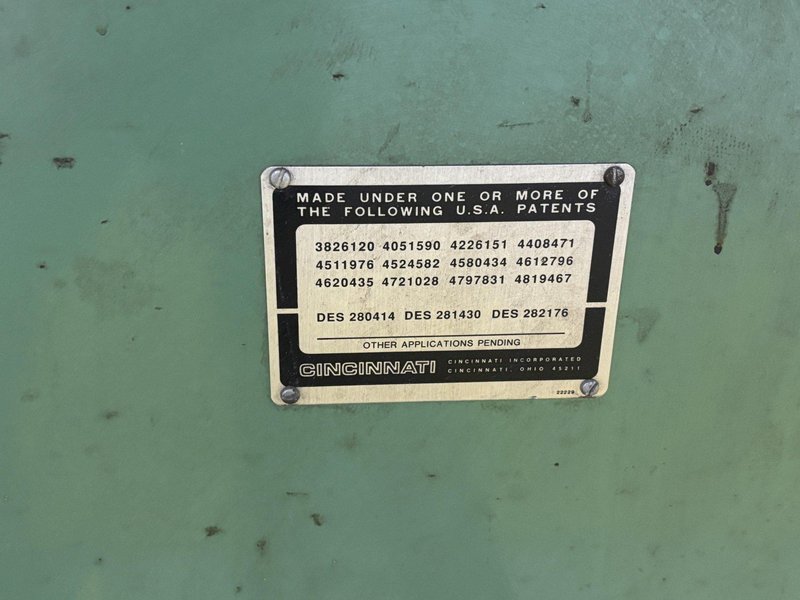 MADE UNDER ONE OR MORE OF
THE FOLLOWING U.S.A. PATENTS
3826120 4051590 4226151 4408471
4511976 4524582 4580434 4612796
4620435 4721028 4797831 4819467
DES 280414 DES 281430 DES 282176
OTHER APPLICATIONS PENDING
CINCINNATI CINCINNATI INCORPORATED
CINCINNATI, OHIO 45211
22229